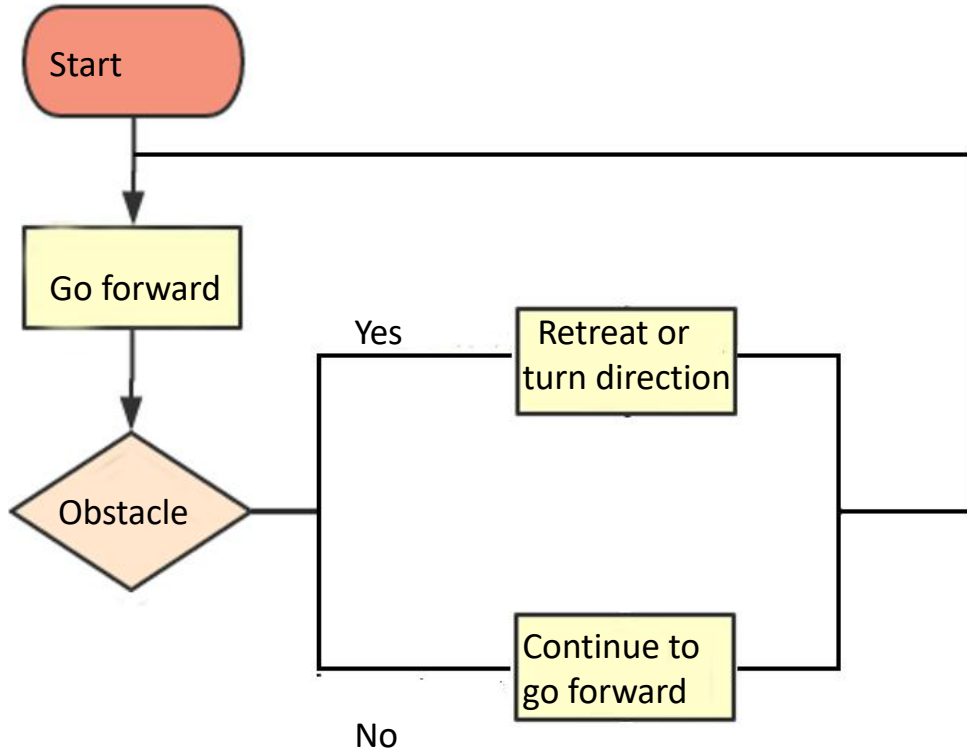 Start
Go forward
Yes
Retreat or
turn direction
Obstacle
Continue to
go forward
No